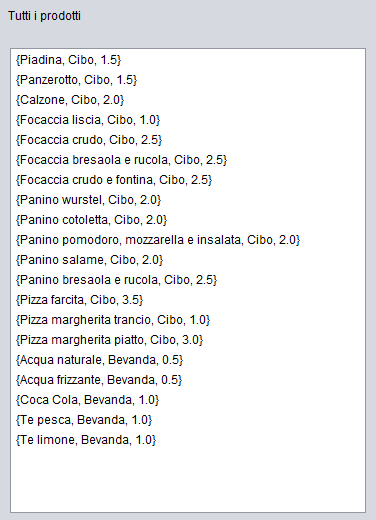 Tutti i prodotti
{Piadina, Cibo, 1.5}
{Panzerotto, Cibo, 1.5}
{Calzone, Cibo, 2.0}
{Focaccia liscia, Cibo, 1.0}
{Focaccia crudo, Cibo, 2.5}
{Focaccia bresaola e rucola, Cibo, 2.5}
{Focaccia crudo e fontina, Cibo, 2.5}
{Panino wurstel, Cibo, 2.0}
{Panino cotoletta, Cibo, 2.0}
{Panino pomodoro, mozzarella e insalata, Cibo, 2.0}
{Panino salame, Cibo, 2.0}
{Panino bresaola e rucola, Cibo, 2.5}
{Pizza farcita, Cibo, 3.5}
{Pizza margherita trancio, Cibo, 1.0}
{Pizza margherita piatto, Cibo, 3.0}
{Acqua naturale, Bevanda, 0.5}
{Acqua frizzante, Bevanda, 0.5}
{Coca Cola, Bevanda, 1.0}
{Te pesca, Bevanda, 1.0}
{Te limone, Bevanda, 1.0}